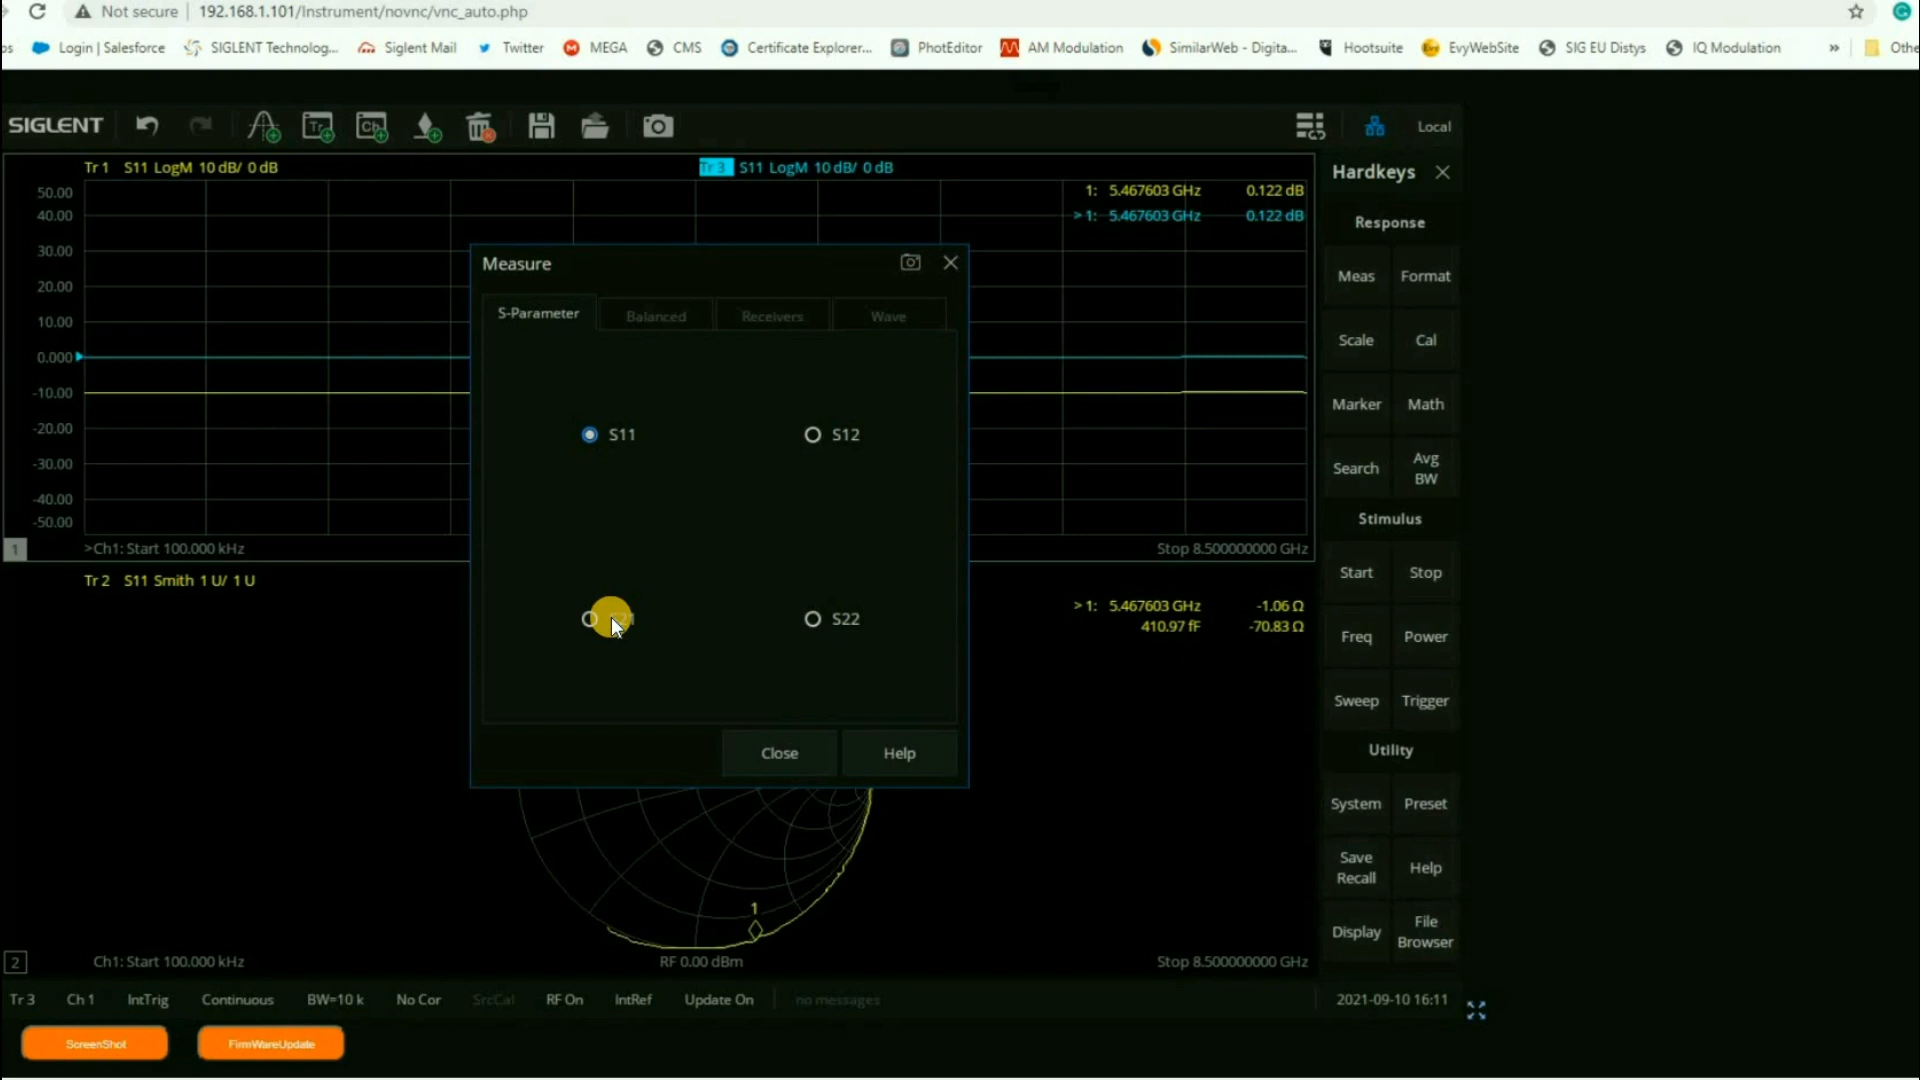 Not secure 192.168.1.101/Instrument/novnc/vnc_auto.php
Login | Salesforce SIGLENT Technolog... Siglent Mail Twitter MEGA CMS Certificate Explorer... PhotEditor AM Modulation SimilarWeb - Digita... Hootsuite EvyWebSite SIG EU Distys IQ Modulation » Othe
SIGLENT Tr Ch Local
Tr 1 S11 LogM 10 dB/ 0 dB
Tr 3 S11 LogM 10 dB/ 0 dB
1: 5.467603 GHz 0.122 dB
>1: 5.467603 GHz 0.122 dB
50.00
40.00
30.00
20.00
10.00
0.000
-10.00
-20.00
-30.00
-40.00
-50.00
1
>Ch1: Start 100.000 kHz
Stop 8.500000000 GHz
Measure
S-Parameter Balanced Receivers Wave
S11 S12
S22
Close Help
Tr 2 S11 Smith 1 U/ 1 U
>1: 5.467603 GHz -1.06 Ω
410.97 fF -70.83 Ω
1
2
Ch1: Start 100.000 kHz
RF 0.00 dBm
Stop 8.500000000 GHz
Hardkeys
Response
Meas Format
Scale Cal
Marker Math
Search Avg BW
Stimulus
Start Stop
Freq Power
Sweep Trigger
Utility
System Preset
Save Recall Help
Display File Browser
Tr 3 Ch 1 IntTrig Continuous BW=10 k No Cor SrcCal RF On IntRef Update On no messages 2021-09-10 16:11
ScreenShot FirmWareUpdate